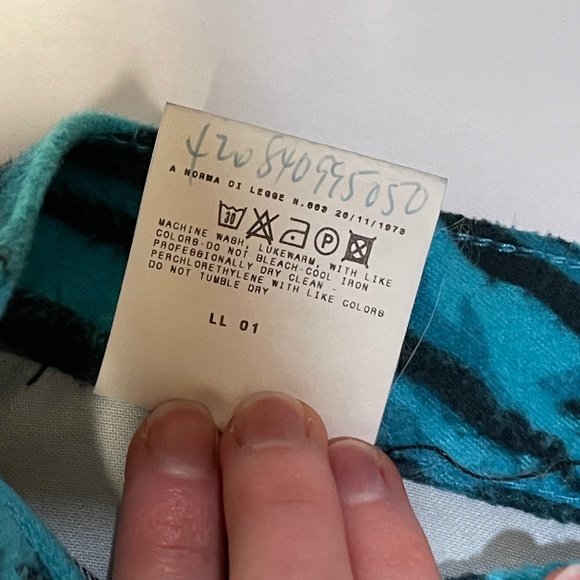 420840995050
A NORMA DI LEGGE N.883 26/11/1973
30 P
MACHINE WASH, LUKEWARM, WITH LIKE
COLORS-DO NOT BLEACH-COOL IRON
PROFESSIONALLY DRY CLEAN -
PERCHLORETHYLENE WITH LIKE COLORS
DO NOT TUMBLE DRY
LL 01